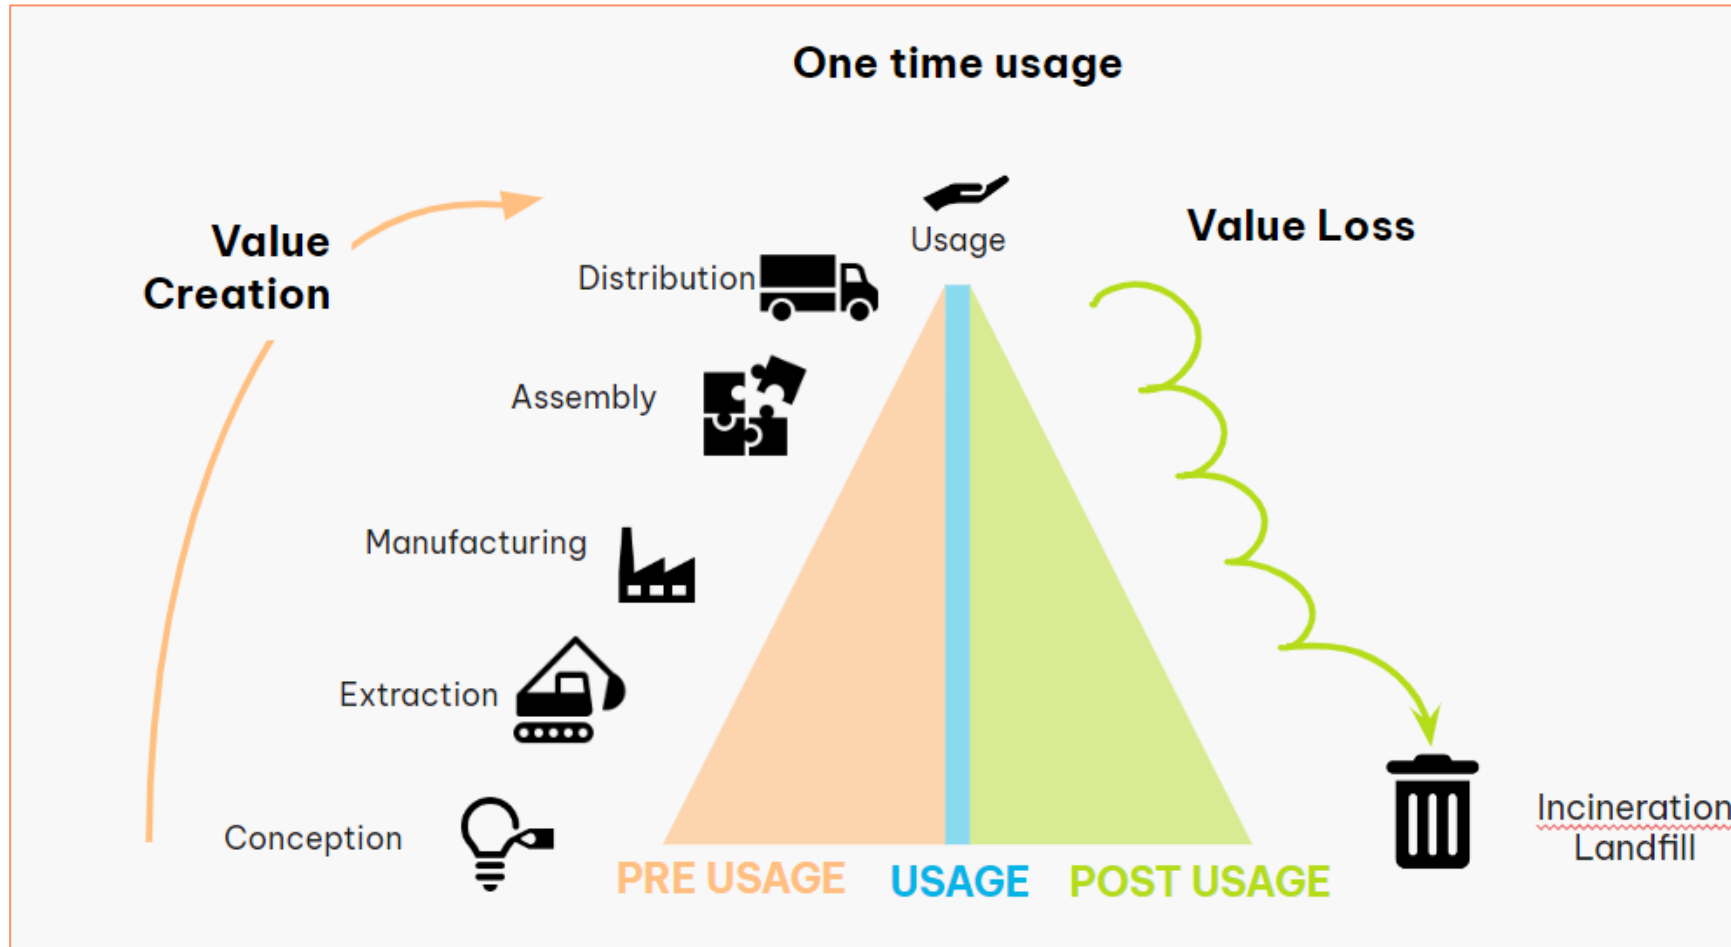 One time usage
Value
Creation
Usage
Value Loss
Distribution
Assembly
Manufacturing
Extraction
Conception
Incineration
Landfill
PRE USAGE
USAGE
POST USAGE